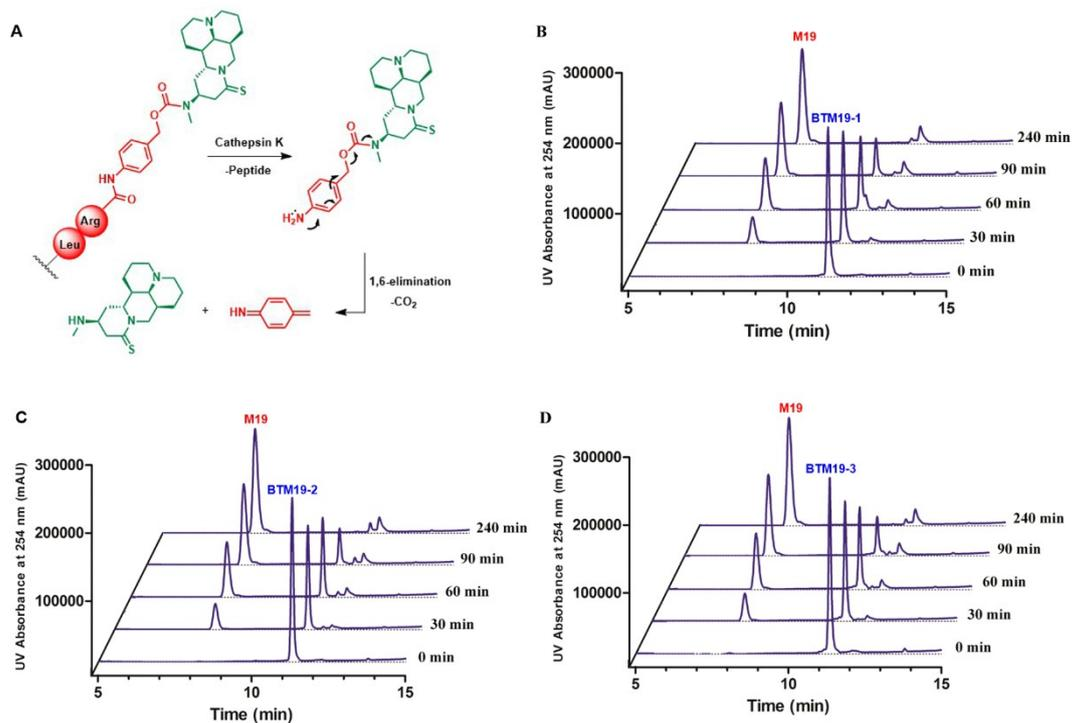 A
N
H
N
S
O
O
N
Cathepsin K
-Peptide
NH
O
Arg
Leu
N
H
N
S
O
O
N
H₂N
1,6-elimination
-CO₂
N
H
HN
N
S
+
HN
B
UV Absorbance at 254 nm (mAU)
300000
200000
100000
M19
BTM19-1
240 min
90 min
60 min
30 min
0 min
5
10
15
Time (min)
C
UV Absorbance at 254 nm (mAU)
300000
200000
100000
M19
BTM19-2
240 min
90 min
60 min
30 min
0 min
5
10
15
Time (min)
D
UV Absorbance at 254 nm (mAU)
300000
200000
100000
M19
BTM19-3
240 min
90 min
60 min
30 min
0 min
5
10
15
Time (min)